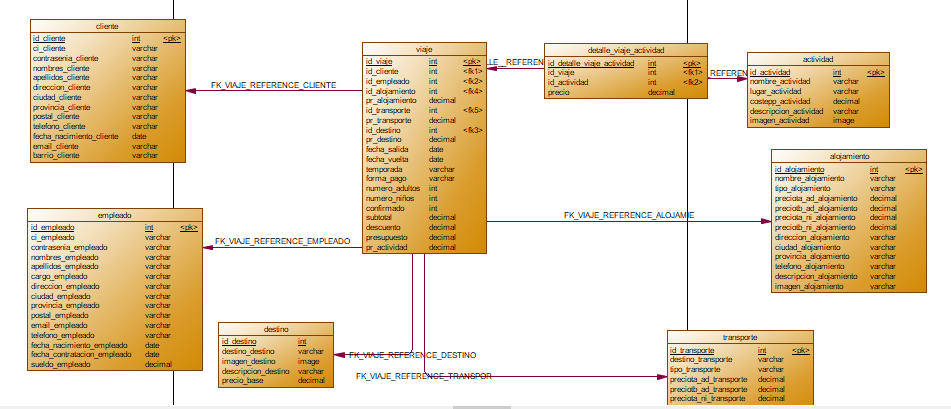 cliente
id_cliente int <pk>
ci_cliente varchar
contrasenia_cliente varchar
nombres_cliente varchar
apellidos_cliente varchar
direccion_cliente varchar
ciudad_cliente varchar
provincia_cliente varchar
postal_cliente varchar
telefono_cliente varchar
fecha_nacimiento_cliente date
email_cliente varchar
barrio_cliente varchar
FK_VIAJE_REFERENCE_CLIENTE
viaje
id_viaje int <pk>
id_cliente int <fk1>
id_empleado int <fk2>
id_alojamiento int <fk4>
pr_alojamiento decimal
id_transporte int <fk5>
pr_transporte decimal
id_destino int <fk3>
pr_destino decimal
fecha_salida date
fecha_vuelta date
temporada varchar
forma_pago varchar
numero_adultos int
numero_niños int
confirmado int
subtotal decimal
descuento decimal
presupuesto decimal
pr_actividad decimal
LLE__REFEREN
detalle_viaje_actividad
id_detalle_viaje_actividad int <pk>
id_viaje int <fk1>
id_actividad int <fk2>
precio decimal
REFEREN
actividad
id_actividad int <pk>
nombre_actividad varchar
lugar_actividad varchar
costepp_actividad decimal
descripcion_actividad varchar
imagen_actividad image
alojamiento
id_alojamiento int <pk>
nombre_alojamiento varchar
tipo_alojamiento varchar
preciota_ad_alojamiento decimal
preciotb_ad_alojamiento decimal
preciota_ni_alojamiento decimal
preciotb_ni_alojamiento decimal
direccion_alojamiento varchar
ciudad_alojamiento varchar
provincia_alojamiento varchar
telefono_alojamiento varchar
descripcion_alojamiento varchar
imagen_alojamiento varchar
FK_VIAJE_REFERENCE_ALOJAMIE
empleado
id_empleado int <pk>
ci_empleado varchar
contrasenia_empleado varchar
nombres_empleado varchar
apellidos_empleado varchar
cargo_empleado varchar
direccion_empleado varchar
ciudad_empleado varchar
provincia_empleado varchar
postal_empleado varchar
email_empleado varchar
telefono_empleado varchar
fecha_nacimiento_empleado date
fecha_contratacion_empleado date
sueldo_empleado decimal
FK_VIAJE_REFERENCE_EMPLEADO
destino
id_destino int
destino_destino varchar
imagen_destino image
descripcion_destino varchar
precio_base decimal
FK_VIAJE_REFERENCE_DESTINO
FK_VIAJE_REFERENCE_TRANSPOR
transporte
id_transporte int <pk>
destino_transporte varchar
tipo_transporte varchar
preciota_ad_transporte decimal
preciotb_ad_transporte decimal
preciota_ni_transporte decimal